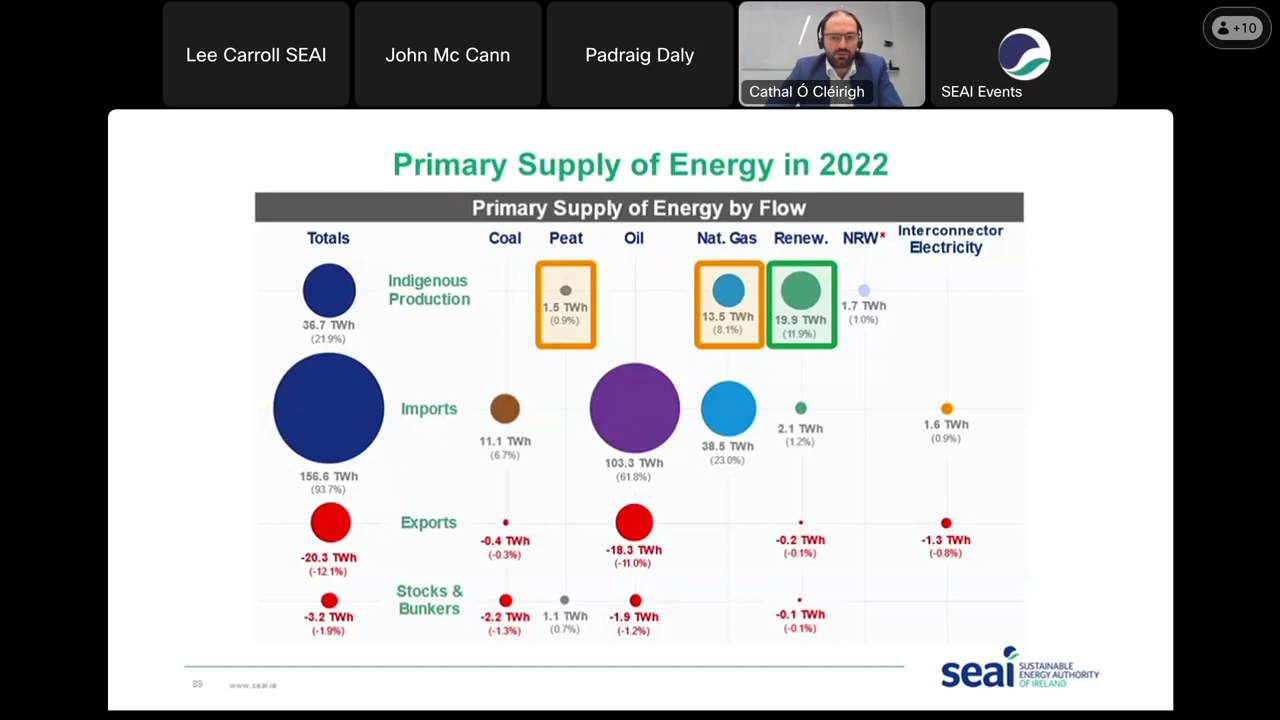 Lee Carroll SEAI
John Mc Cann
Padraig Daly
Cathal Ó Cléirigh
SEAI Events
+10
Primary Supply of Energy in 2022
Primary Supply of Energy by Flow
Totals
Coal
Peat
Oil
Nat. Gas
Renew.
NRW*
Interconnector
Electricity
Indigenous
Production
36.7 TWh
(21.9%)
1.5 TWh
(0.9%)
13.5 TWh
(8.1%)
19.9 TWh
(11.9%)
1.7 TWh
(1.0%)
Imports
156.6 TWh
(93.7%)
11.1 TWh
(6.7%)
103.3 TWh
(61.8%)
38.5 TWh
(23.0%)
2.1 TWh
(1.2%)
1.6 TWh
(0.9%)
Exports
-20.3 TWh
(-12.1%)
-0.4 TWh
(-0.3%)
-18.3 TWh
(-11.0%)
-0.2 TWh
(-0.1%)
-1.3 TWh
(-0.8%)
Stocks &
Bunkers
-3.2 TWh
(-1.9%)
-2.2 TWh
(-1.3%)
1.1 TWh
(0.7%)
-1.9 TWh
(-1.2%)
-0.1 TWh
(-0.1%)
89
www.seai.ie
seai
SUSTAINABLE
ENERGY AUTHORITY
OF IRELAND